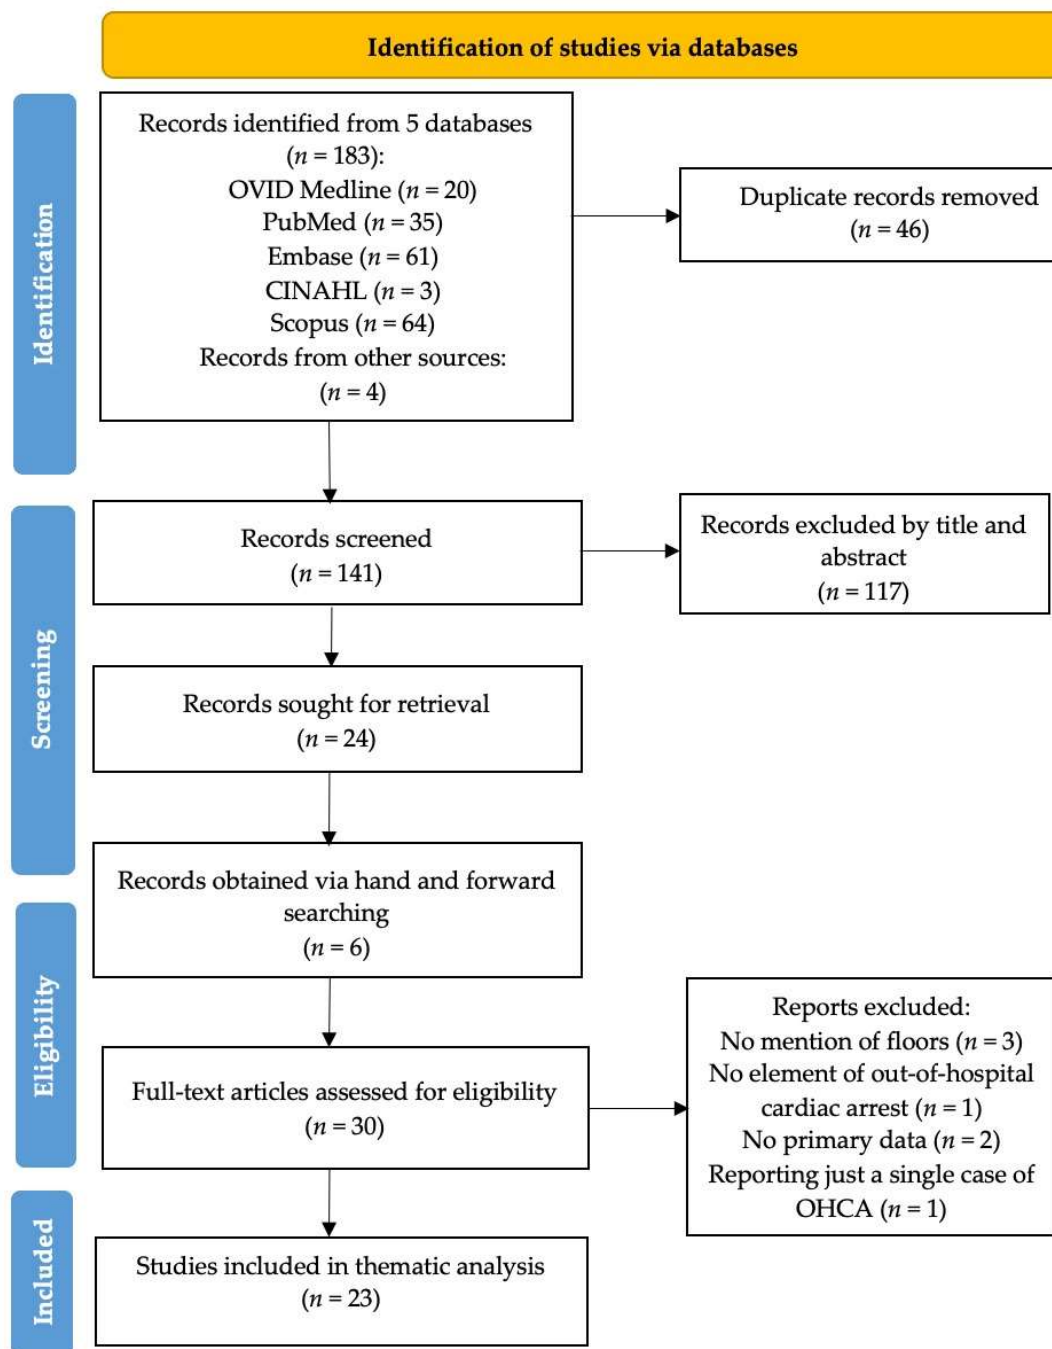 Identification of studies via databases
Identification
Records identified from 5 databases
(n = 183):
OVID Medline (n = 20)
PubMed (n = 35)
Embase (n = 61)
CINAHL (n = 3)
Scopus (n = 64)
Records from other sources:
(n = 4)
Duplicate records removed
(n = 46)
Screening
Records screened
(n = 141)
Records excluded by title and
abstract
(n = 117)
Records sought for retrieval
(n = 24)
Records obtained via hand and forward
searching
(n = 6)
Eligibility
Full-text articles assessed for eligibility
(n = 30)
Reports excluded:
No mention of floors (n = 3)
No element of out-of-hospital
cardiac arrest (n = 1)
No primary data (n = 2)
Reporting just a single case of
OHCA (n = 1)
Included
Studies included in thematic analysis
(n = 23)